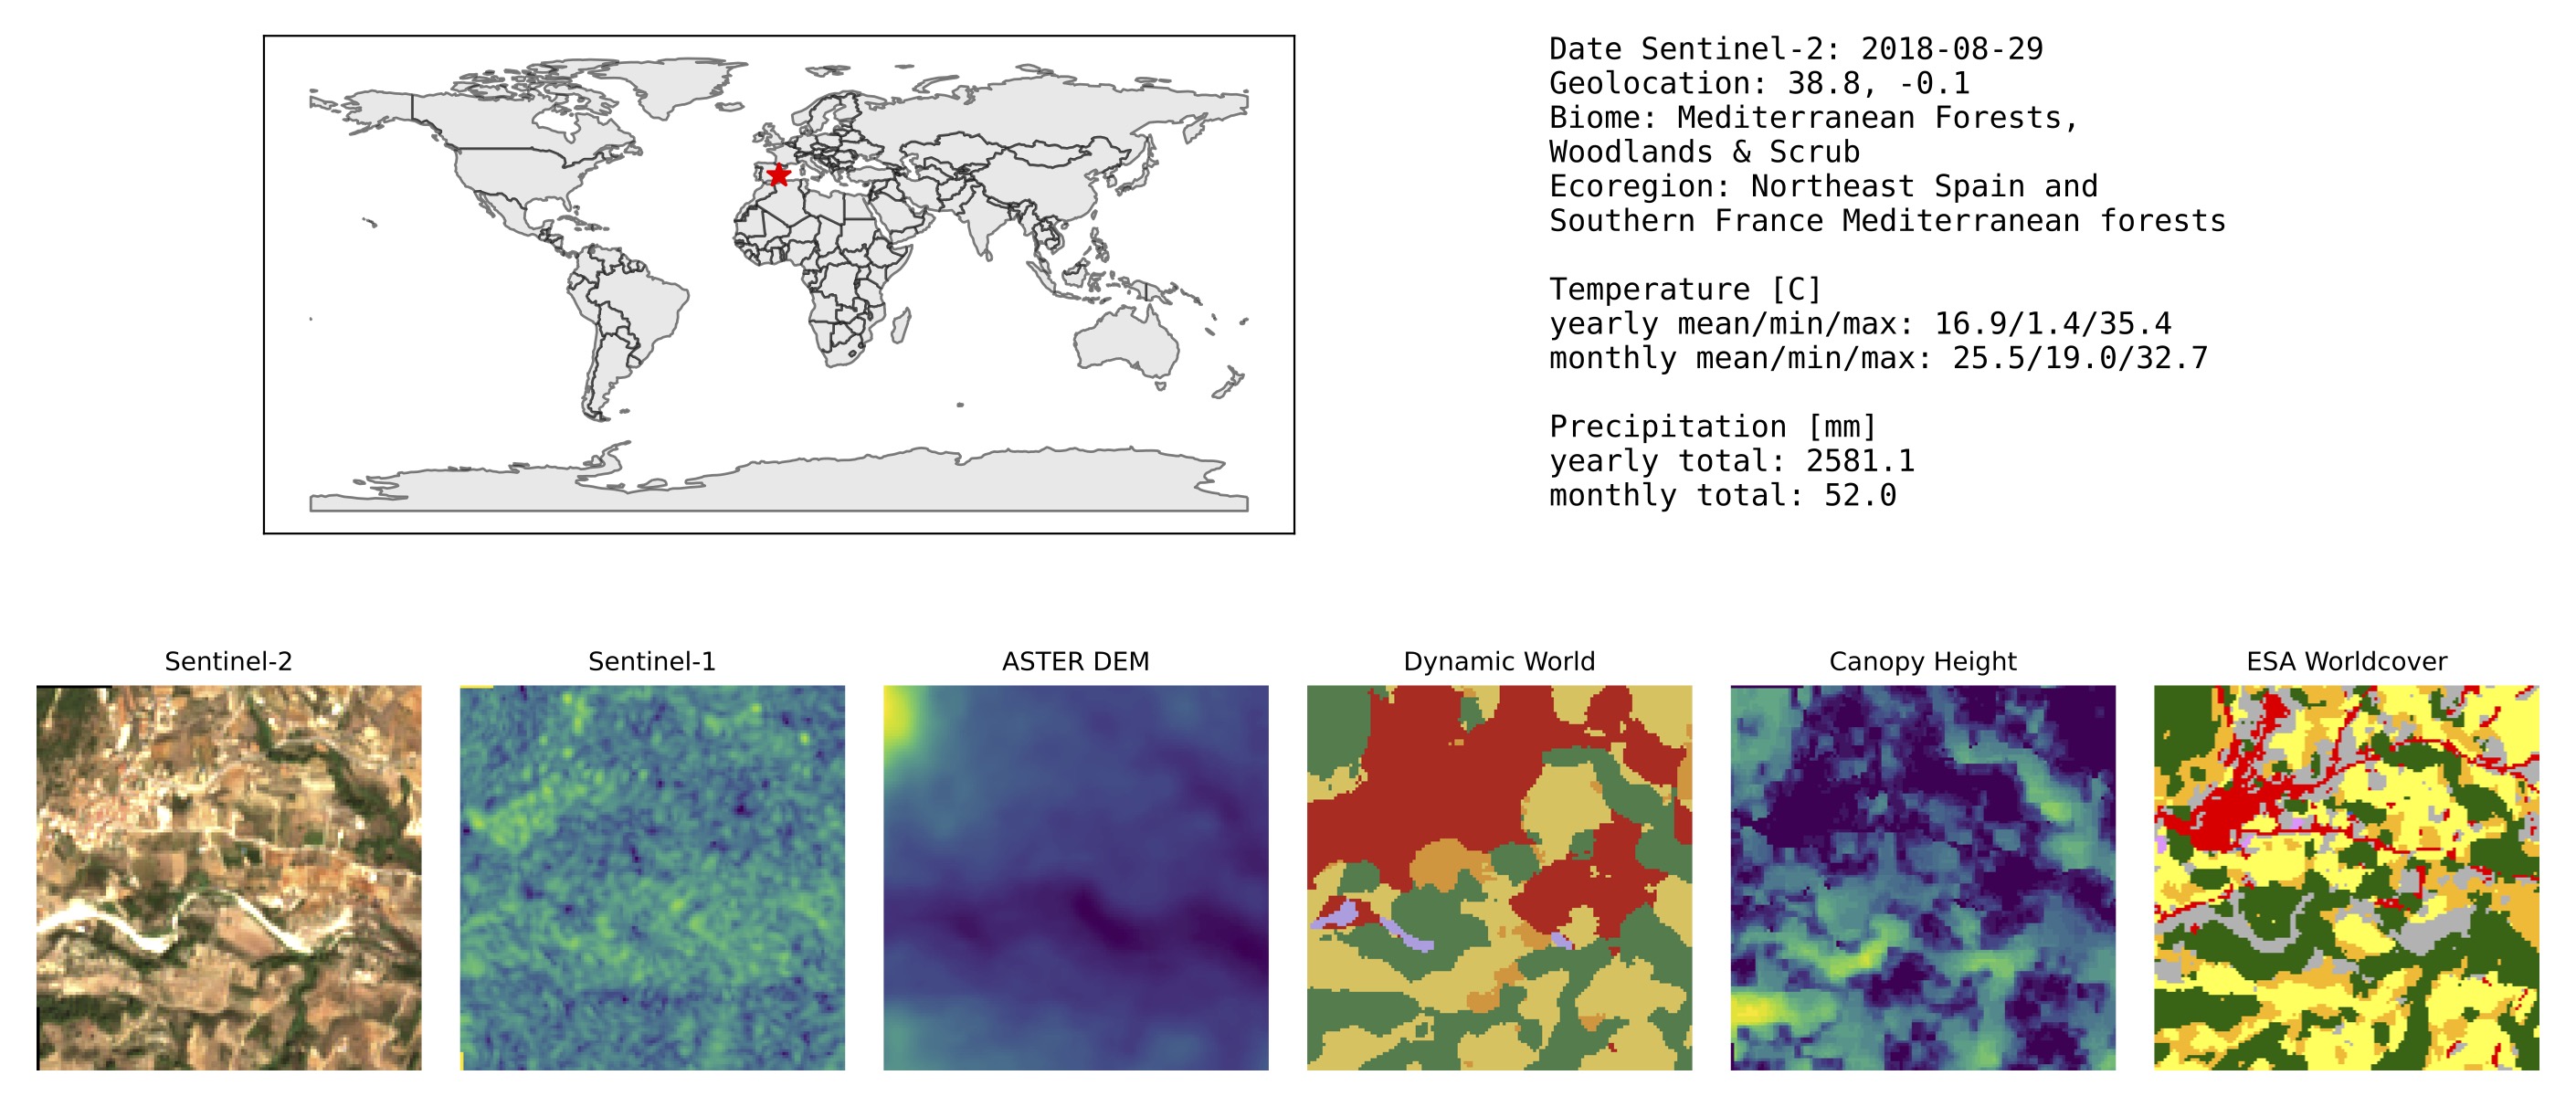 Date Sentinel-2: 2018-08-29
Geolocation: 38.8, -0.1
Biome: Mediterranean Forests,
Woodlands & Scrub
Ecoregion: Northeast Spain and
Southern France Mediterranean forests
Temperature [C]
yearly mean/min/max: 16.9/1.4/35.4
monthly mean/min/max: 25.5/19.0/32.7
Precipitation [mm]
yearly total: 2581.1
monthly total: 52.0
Sentinel-2
Sentinel-1
ASTER DEM
Dynamic World
Canopy Height
ESA Worldcover